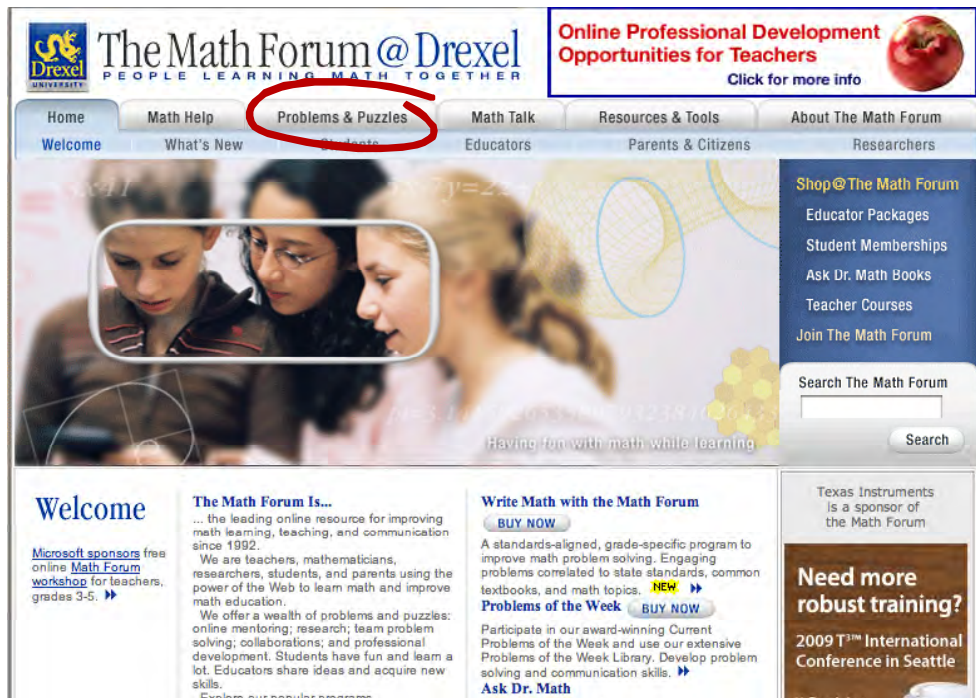 Drexel
UNIVERSITY
The Math Forum @ Drexel
PEOPLE LEARNING MATH TOGETHER
Online Professional Development
Opportunities for Teachers
Click for more info
Home Math Help Problems & Puzzles Math Talk Resources & Tools About The Math Forum
Welcome What's New Students Educators Parents & Citizens Researchers
Having fun with math while learning
Shop@The Math Forum
Educator Packages
Student Memberships
Ask Dr. Math Books
Teacher Courses
Join The Math Forum
Search The Math Forum
Search
Welcome
Microsoft sponsors free
online Math Forum
workshop for teachers,
grades 3-5.
The Math Forum Is...
... the leading online resource for improving
math learning, teaching, and communication
since 1992.
We are teachers, mathematicians,
researchers, students, and parents using the
power of the Web to learn math and improve
math education.
We offer a wealth of problems and puzzles:
online mentoring; research; team problem
solving; collaborations; and professional
development. Students have fun and learn a
lot. Educators share ideas and acquire new
skills.
Explore our popular programs
Write Math with the Math Forum
BUY NOW
A standards-aligned, grade-specific program to
improve math problem solving. Engaging
problems correlated to state standards, common
textbooks, and math topics. NEW
Problems of the Week BUY NOW
Participate in our award-winning Current
Problems of the Week and use our extensive
Problems of the Week Library. Develop problem
solving and communication skills.
Ask Dr. Math
Texas Instruments
is a sponsor of
the Math Forum
Need more
robust training?
2009 T³™ International
Conference in Seattle